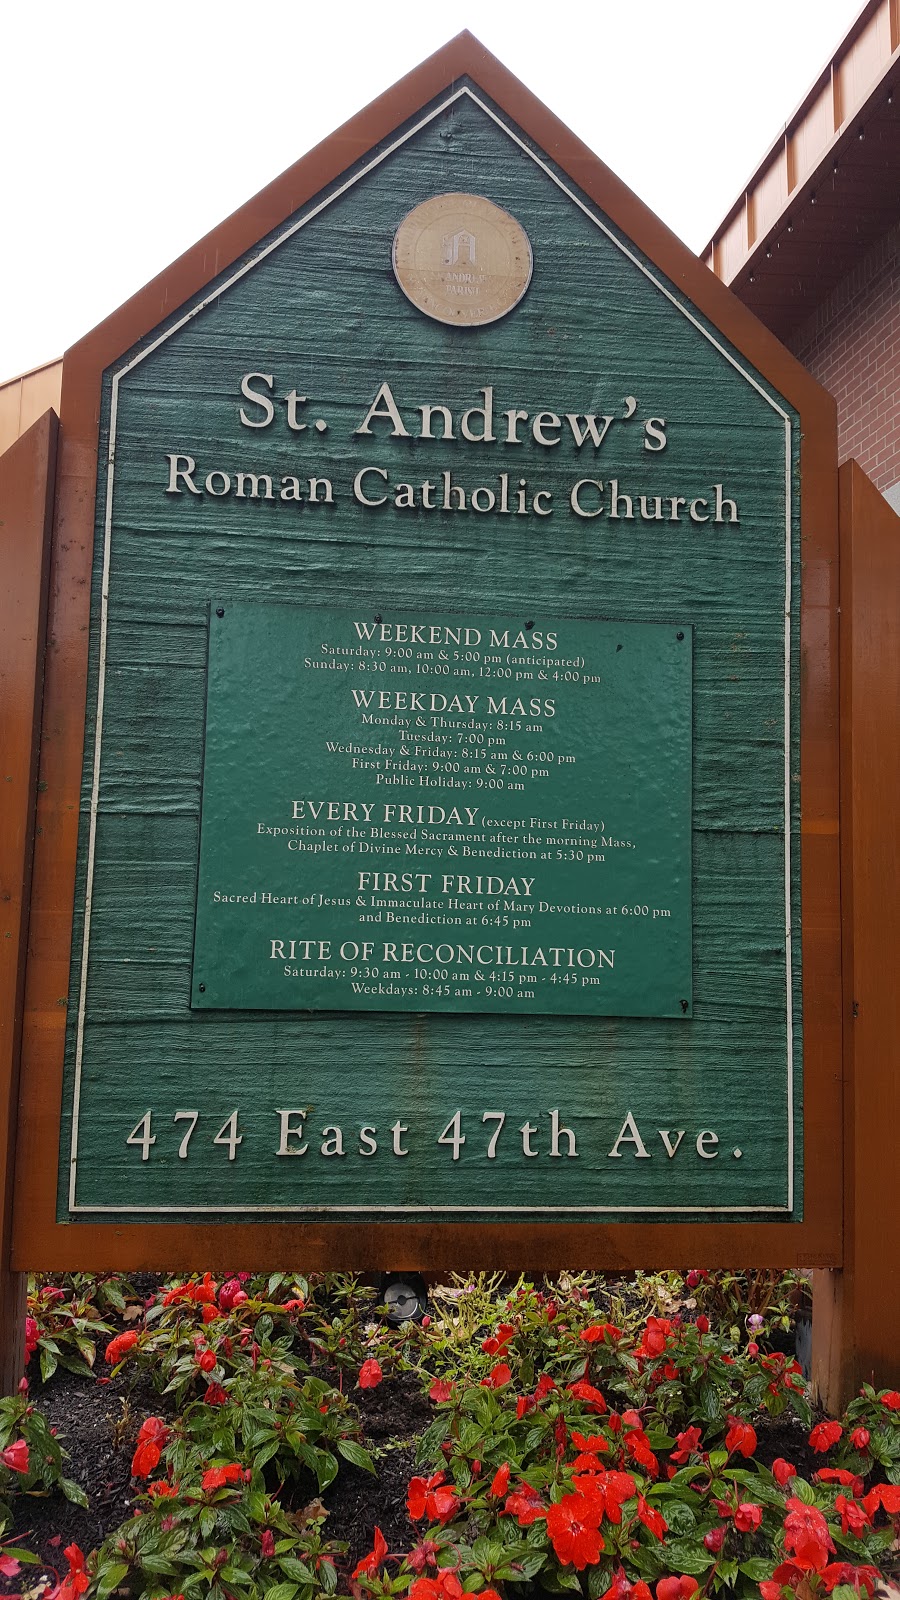 ANDREW
PARISH
St. Andrew's
Roman Catholic Church
WEEKEND MASS
Saturday: 9:00 am & 5:00 pm (anticipated)
Sunday: 8:30 am, 10:00 am, 12:00 pm & 4:00 pm
WEEKDAY MASS
Monday & Thursday: 8:15 am
Tuesday: 7:00 pm
Wednesday & Friday: 8:15 am & 6:00 pm
First Friday: 9:00 am & 7:00 pm
Public Holiday: 9:00 am
EVERY FRIDAY (except First Friday)
Exposition of the Blessed Sacrament after the morning Mass,
Chaplet of Divine Mercy & Benediction at 5:30 pm
FIRST FRIDAY
Sacred Heart of Jesus & Immaculate Heart of Mary Devotions at 6:00 pm
and Benediction at 6:45 pm
RITE OF RECONCILIATION
Saturday: 9:30 am - 10:00 am & 4:15 pm - 4:45 pm
Weekdays: 8:45 am - 9:00 am
474 East 47th Ave.